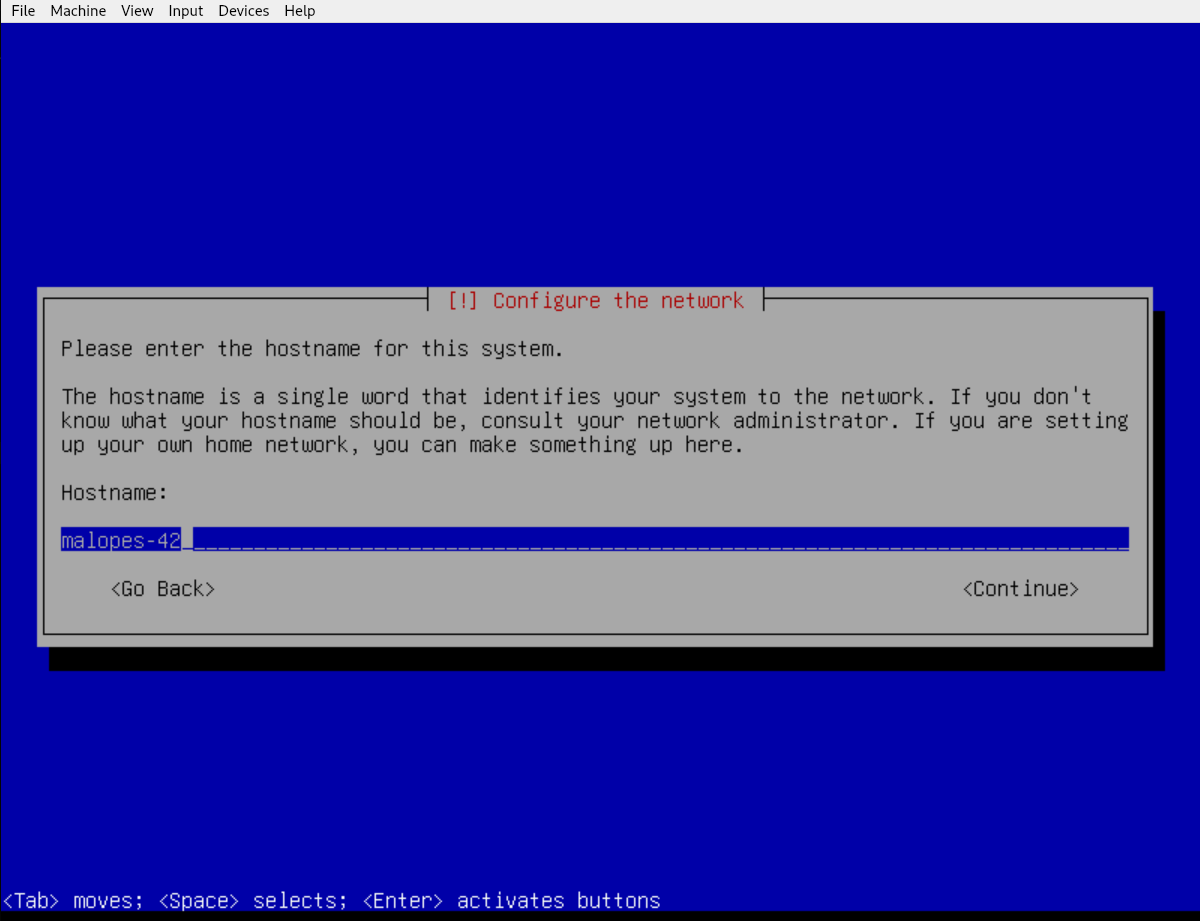 File Machine View Input Devices Help
[!] Configure the network
Please enter the hostname for this system.
The hostname is a single word that identifies your system to the network. If you don't
know what your hostname should be, consult your network administrator. If you are setting
up your own home network, you can make something up here.
Hostname:
malopes-42
<Go Back> <Continue>
<Tab> moves; <Space> selects; <Enter> activates buttons